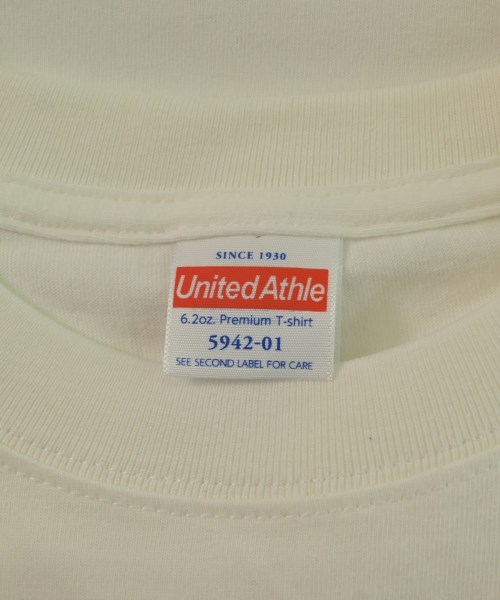 SINCE 1930
United Athle
6.2oz. Premium T-shirt
5942-01
SEE SECOND LABEL FOR CARE